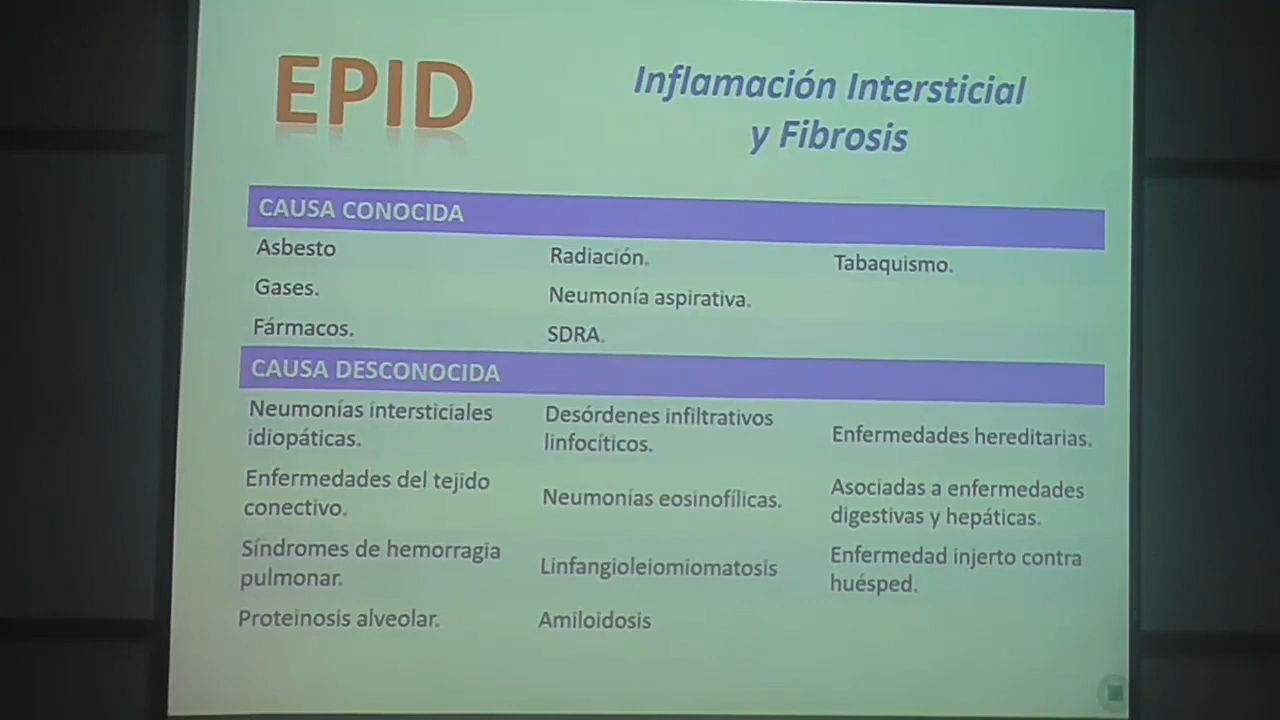 EPID
Inflamación Intersticial
y Fibrosis
CAUSA CONOCIDA
Asbesto
Radiación.
Tabaquismo.
Gases.
Neumonía aspirativa.
Fármacos.
SDRA.
CAUSA DESCONOCIDA
Neumonías intersticiales
idiopáticas.
Desórdenes infiltrativos
linfocíticos.
Enfermedades hereditarias.
Enfermedades del tejido
conectivo.
Neumonías eosinofílicas.
Asociadas a enfermedades
digestivas y hepáticas.
Síndromes de hemorragia
pulmonar.
Linfangioleiomiomatosis
Enfermedad injerto contra
huésped.
Proteinosis alveolar.
Amiloidosis